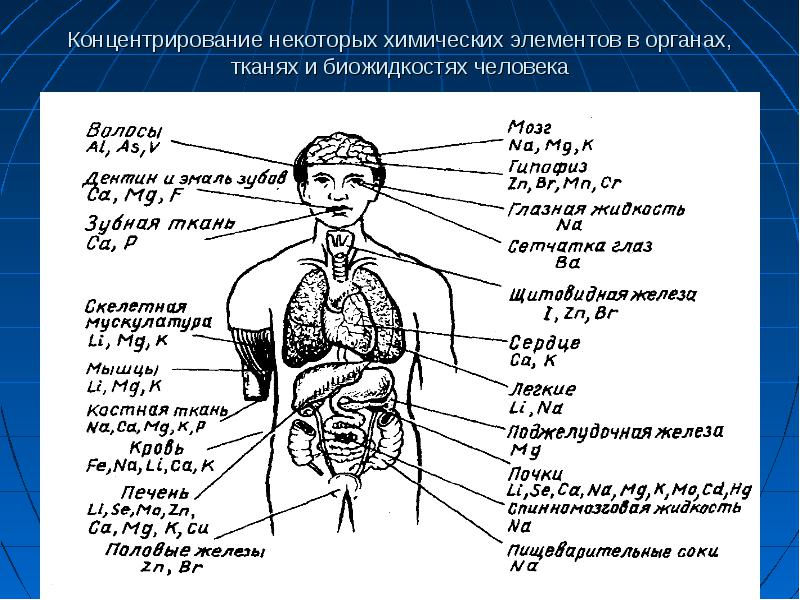 Концентрирование некоторых химических элементов в органах,
тканях и биожидкостях человека
Волосы
Al, As, V
Дентин и эмаль зубов
Ca, Mg, F
Зубная ткань
Ca, P
Скелетная
мускулатура
Li, Mg, K
Мышцы
Li, Mg, K
Костная ткань
Na, Ca, Mg, K, P
Кровь
Fe, Na, Li, Ca, K
Печень
Li, Se, Mo, Zn,
Ca, Mg, K, Cu
Половые железы
Zn, Br
Мозг
Na, Mg, K
Гипофиз
Zn, Br, Mn, Cr
Глазная жидкость
Na
Сетчатка глаз
Ba
Щитовидная железа
I, Zn, Br
Сердце
Ca, K
Легкие
Li, Na
Поджелудочная железа
Mg
Почки
Li, Se, Ca, Na, Mg, K, Mo, Cd, Hg
Спинномозговая жидкость
Na
Пищеварительные соки
Na